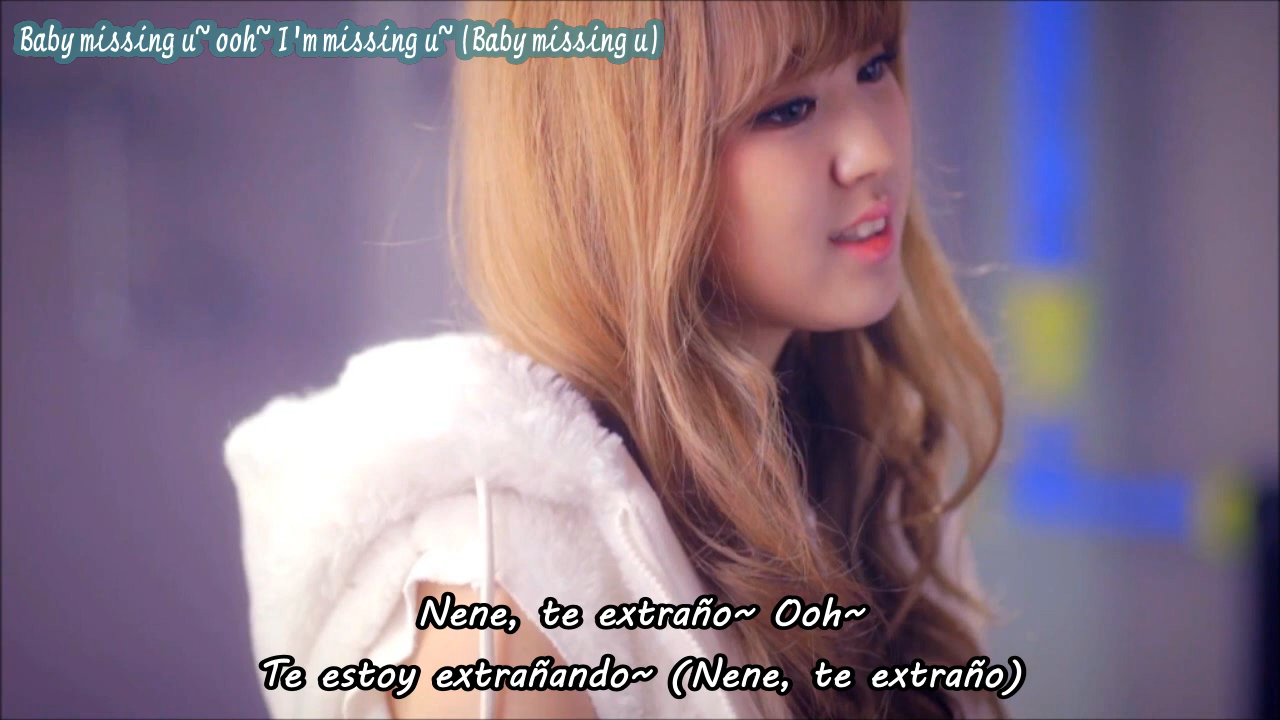 Baby missing u~ ooh~ I'm missing u~ (Baby missing u)
Nene, te extraño~ Ooh~
Te estoy extrañando~ (Nene, te extraño)